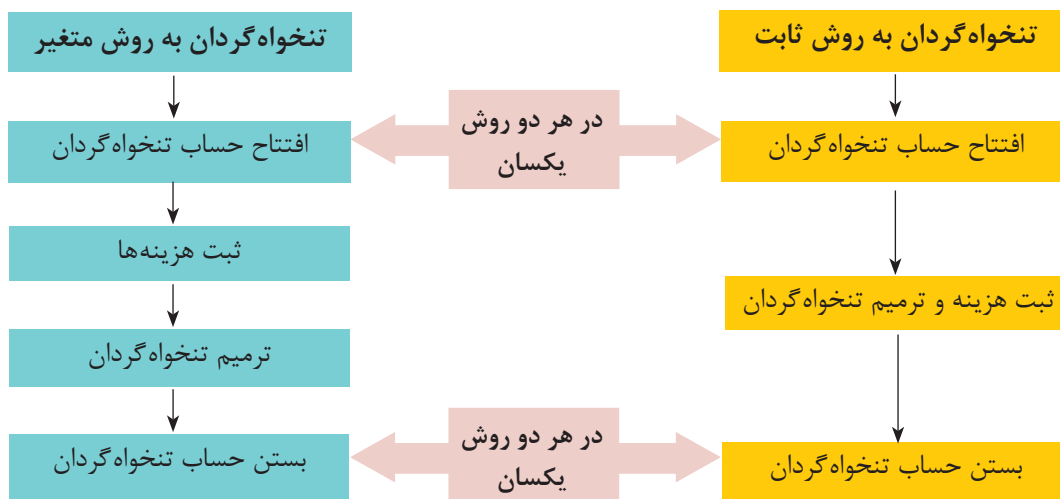 تنخواه‌گردان به روش ثابت
افتتاح حساب تنخواه‌گردان
ثبت هزینه و ترمیم تنخواه‌گردان
بستن حساب تنخواه‌گردان
در هر دو روش
یکسان
در هر دو روش
یکسان
تنخواه‌گردان به روش متغیر
افتتاح حساب تنخواه‌گردان
ثبت هزینه‌ها
ترمیم تنخواه‌گردان
بستن حساب تنخواه‌گردان